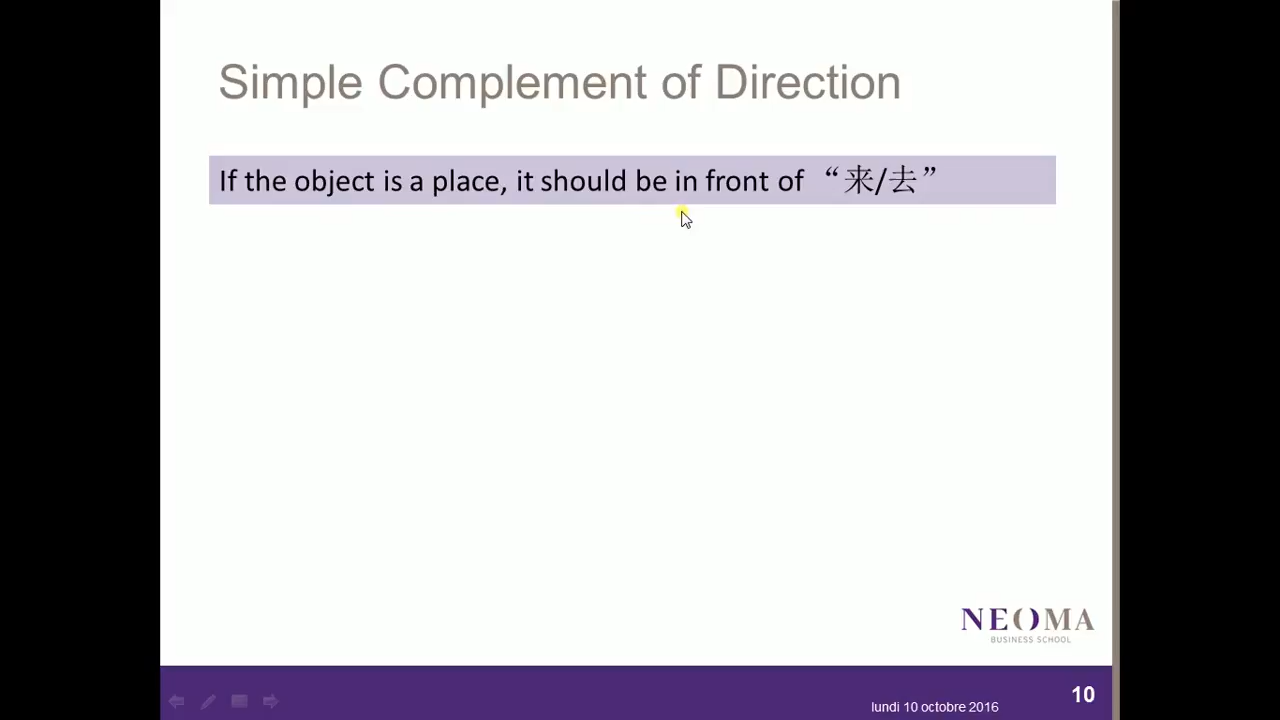 Simple Complement of Direction
If the object is a place, it should be in front of “来/去”
NEOMA
BUSINESS SCHOOL
lundi 10 octobre 2016
10